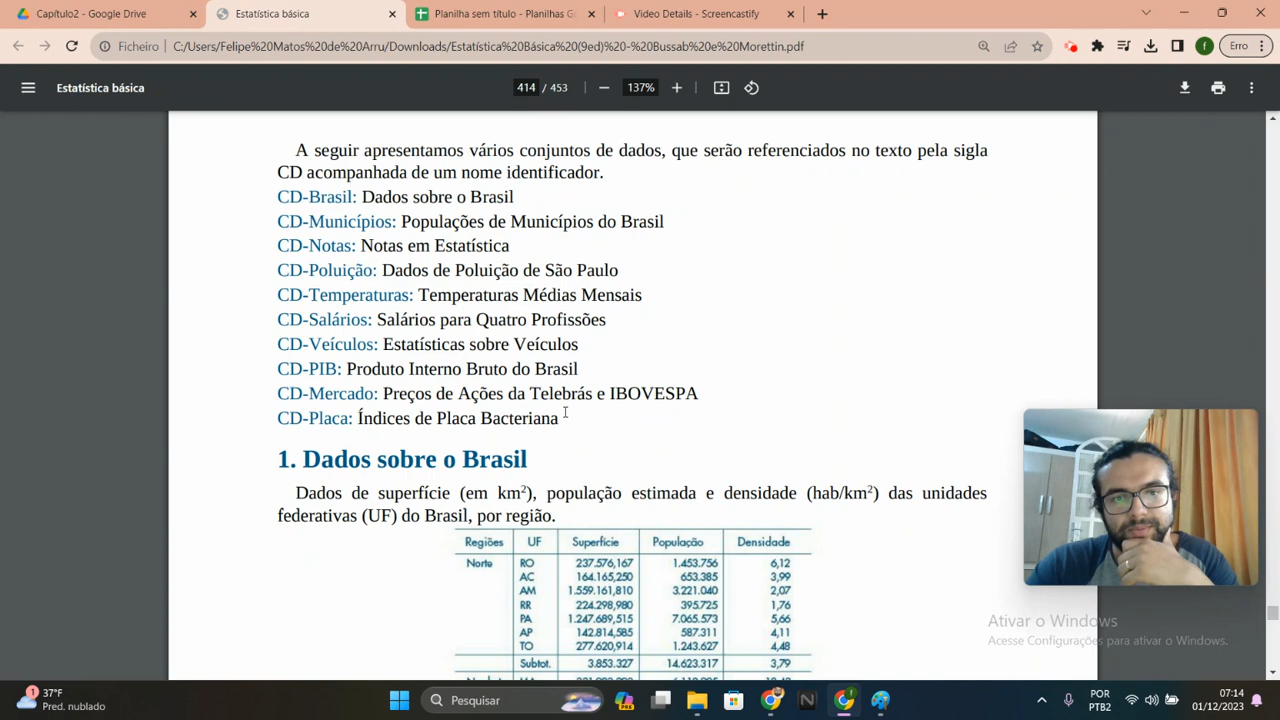 Capítulo2 - Google Drive
Estatística básica
Planilha sem título - Planilhas G
Video Details - Screencastify
Ficheiro
C:/Users/Felipe%20Matos%20de%20Arru/Downloads/Estatística%20Básica%20(9ed)%20-%20Bussab%20e%20Morettin.pdf
f
Erro
Estatística básica
414 / 453
137%
A seguir apresentamos vários conjuntos de dados, que serão referenciados no texto pela sigla
CD acompanhada de um nome identificador.
CD-Brasil: Dados sobre o Brasil
CD-Municípios: Populações de Municípios do Brasil
CD-Notas: Notas em Estatística
CD-Poluição: Dados de Poluição de São Paulo
CD-Temperaturas: Temperaturas Médias Mensais
CD-Salários: Salários para Quatro Profissões
CD-Veículos: Estatísticas sobre Veículos
CD-PIB: Produto Interno Bruto do Brasil
CD-Mercado: Preços de Ações da Telebrás e IBOVESPA
CD-Placa: Índices de Placa Bacteriana
1. Dados sobre o Brasil
Dados de superfície (em km²), população estimada e densidade (hab/km²) das unidades
federativas (UF) do Brasil, por região.
Regiões UF Superfície População Densidade
Norte RO 237.576,167 1.453.756 6,12
AC 164.165,250 653.385 3,99
AM 1.559.161,810 3.221.040 2,07
RR 224.298,980 395.725 1,76
PA 1.247.689,515 7.065.573 5,66
AP 142.814,585 587.311 4,11
TO 277.620,914 1.243.627 4,48
Subtot. 3.853.327 14.623.317 3,79
Ativar o Windows
Acesse Configurações para ativar o Windows.
1
37°F
Pred. nublado
Pesquisar
POR
PTB2
07:14
01/12/2023